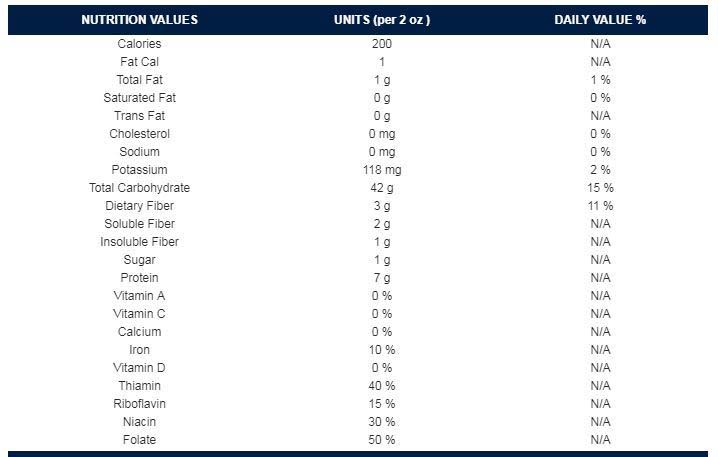 NUTRITION VALUES UNITS (per 2 oz ) DAILY VALUE %
Calories 200 N/A
Fat Cal 1 N/A
Total Fat 1 g 1 %
Saturated Fat 0 g 0 %
Trans Fat 0 g N/A
Cholesterol 0 mg 0 %
Sodium 0 mg 0 %
Potassium 118 mg 2 %
Total Carbohydrate 42 g 15 %
Dietary Fiber 3 g 11 %
Soluble Fiber 2 g N/A
Insoluble Fiber 1 g N/A
Sugar 1 g N/A
Protein 7 g N/A
Vitamin A 0 % N/A
Vitamin C 0 % N/A
Calcium 0 % N/A
Iron 10 % N/A
Vitamin D 0 % N/A
Thiamin 40 % N/A
Riboflavin 15 % N/A
Niacin 30 % N/A
Folate 50 % N/A